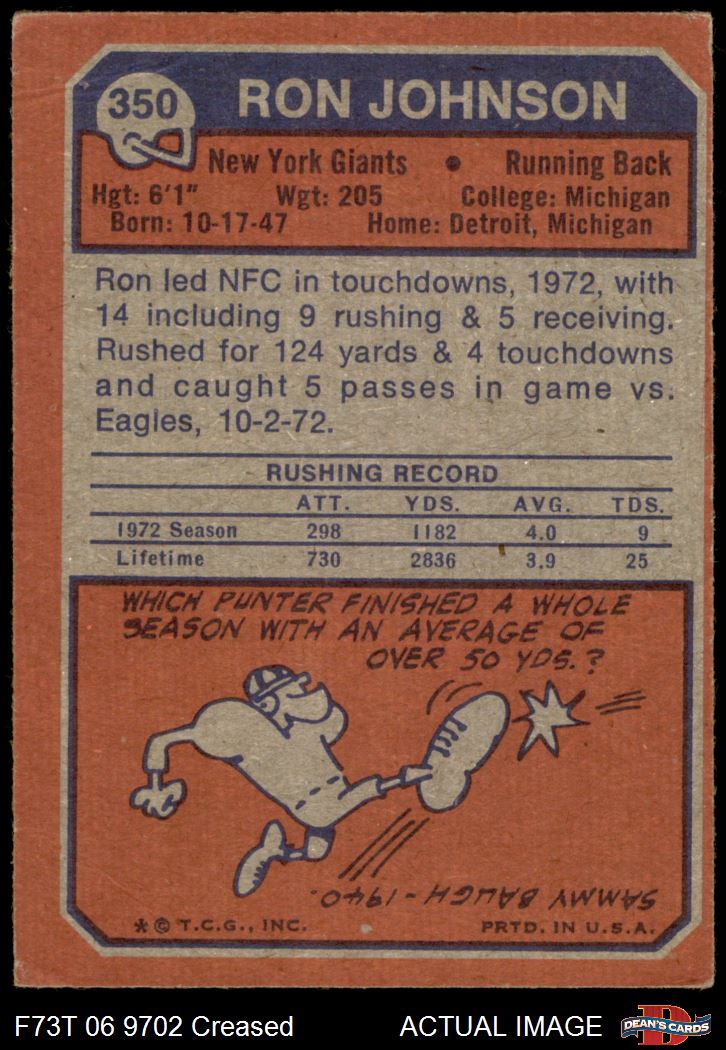 350
RON JOHNSON
New York Giants • Running Back
Hgt: 6'1" Wgt: 205 College: Michigan
Born: 10-17-47 Home: Detroit, Michigan
Ron led NFC in touchdowns, 1972, with
14 including 9 rushing & 5 receiving.
Rushed for 124 yards & 4 touchdowns
and caught 5 passes in game vs.
Eagles, 10-2-72.
RUSHING RECORD
ATT. YDS. AVG. TDS.
1972 Season 298 1182 4.0 9
Lifetime 730 2836 3.9 25
WHICH PUNTER FINISHED A WHOLE
SEASON WITH AN AVERAGE OF
OVER 50 YDS.?
SAMMY BAUGH - 1940.
* © T.C.G., INC. PRTD. IN U.S.A.
F73T 06 9702 Creased ACTUAL IMAGE
D
DEAN'S CARDS